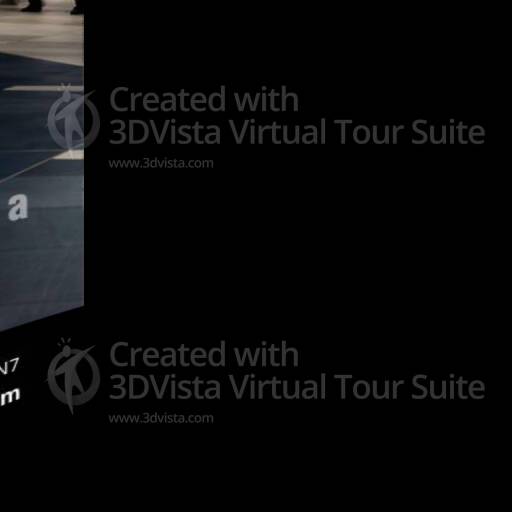 Created with
3DVista Virtual Tour Suite
www.3dvista.com
a
N7
m
Created with
3DVista Virtual Tour Suite
www.3dvista.com